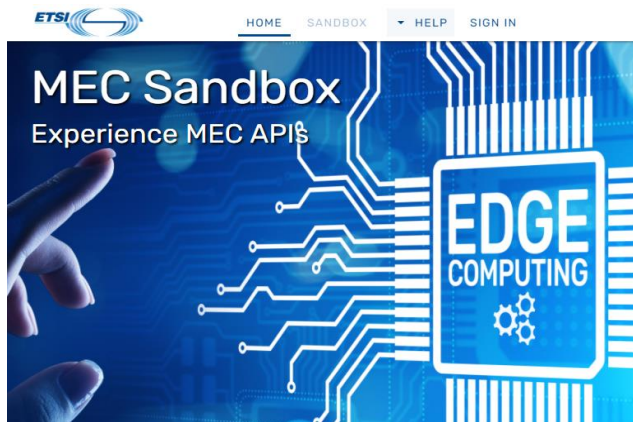 ETSI
HOME SANDBOX HELP SIGN IN
MEC Sandbox
Experience MEC APIs
EDGE
COMPUTING